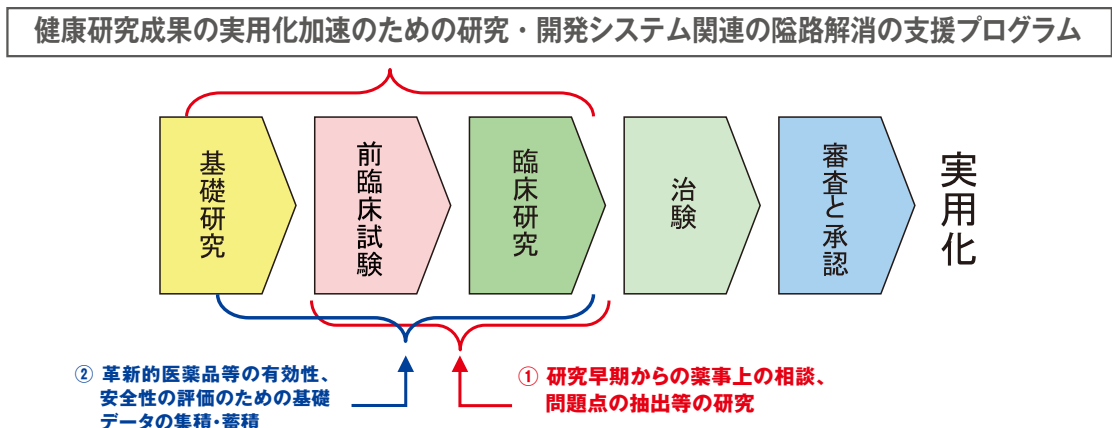 健康研究成果の実用化加速のための研究・開発システム関連の隘路解消の支援プログラム
基礎研究
前臨床試験
臨床研究
治験
審査と承認
実用化
② 革新的医薬品等の有効性、
安全性の評価のための基礎
データの集積・蓄積
① 研究早期からの薬事上の相談、
問題点の抽出等の研究